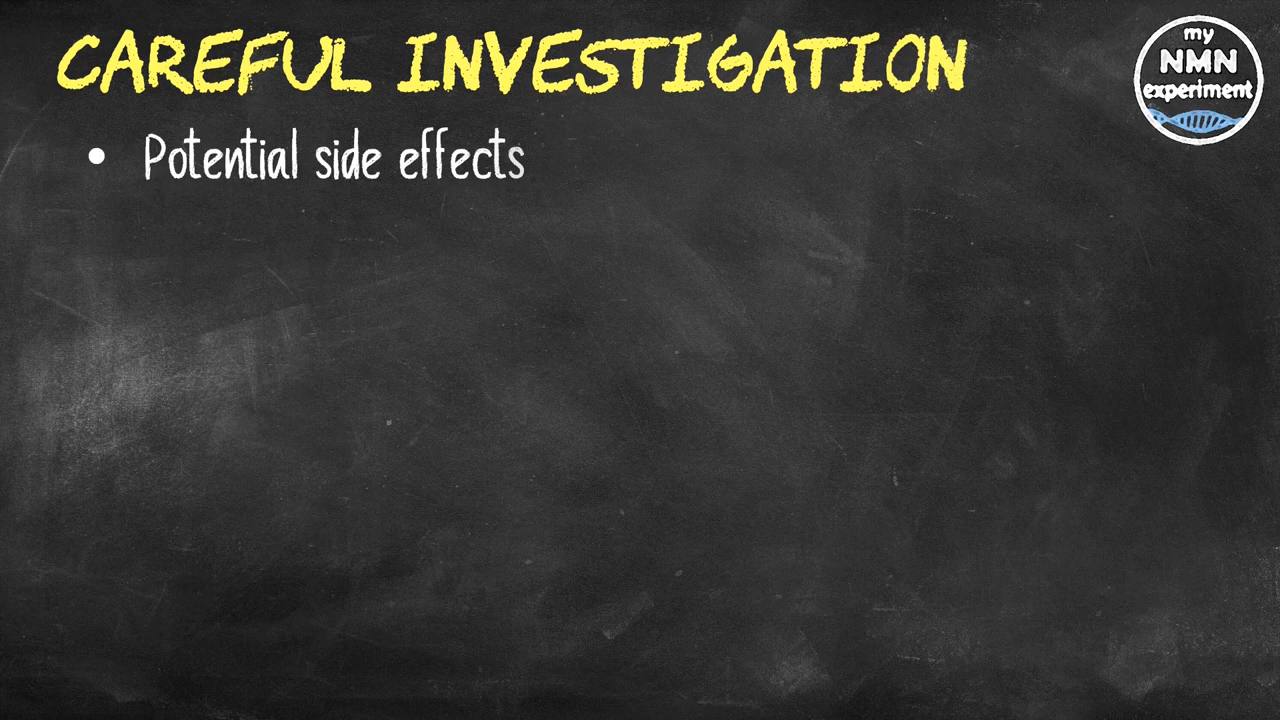 CAREFUL INVESTIGATION
my
NMN
experiment
• Potential side effects